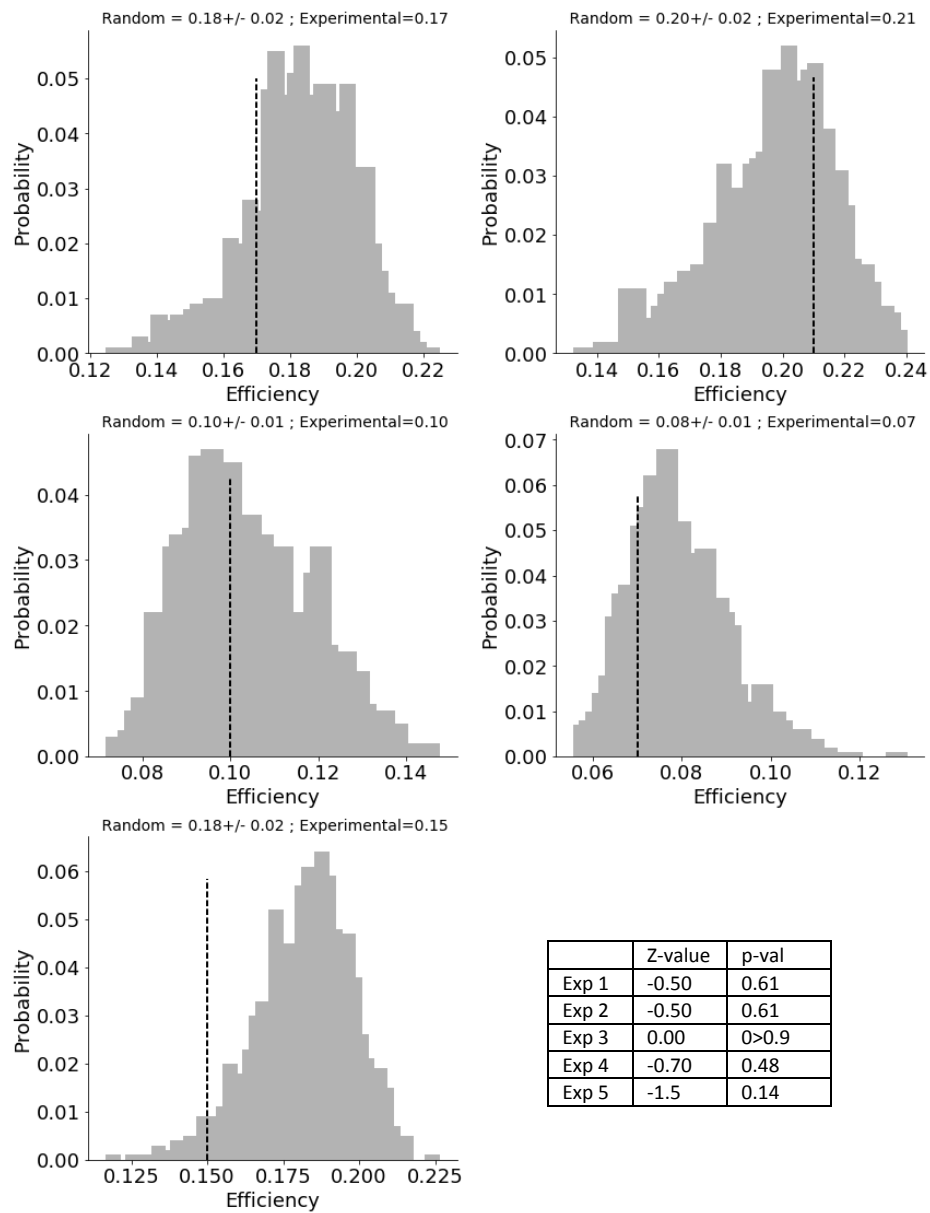 Random = 0.18+/- 0.02 ; Experimental=0.17
0.05
0.04
0.03
0.02
0.01
0.00
Probability
0.12 0.14 0.16 0.18 0.20 0.22
Efficiency
Random = 0.20+/- 0.02 ; Experimental=0.21
0.05
0.04
0.03
0.02
0.01
0.00
Probability
0.14 0.16 0.18 0.20 0.22 0.24
Efficiency
Random = 0.10+/- 0.01 ; Experimental=0.10
0.04
0.03
0.02
0.01
0.00
Probability
0.08 0.10 0.12 0.14
Efficiency
Random = 0.08+/- 0.01 ; Experimental=0.07
0.07
0.06
0.05
0.04
0.03
0.02
0.01
0.00
Probability
0.06 0.08 0.10 0.12
Efficiency
Random = 0.18+/- 0.02 ; Experimental=0.15
0.06
0.05
0.04
0.03
0.02
0.01
0.00
Probability
0.125 0.150 0.175 0.200 0.225
Efficiency
Z-value p-val
Exp 1 -0.50 0.61
Exp 2 -0.50 0.61
Exp 3 0.00 0>0.9
Exp 4 -0.70 0.48
Exp 5 -1.5 0.14